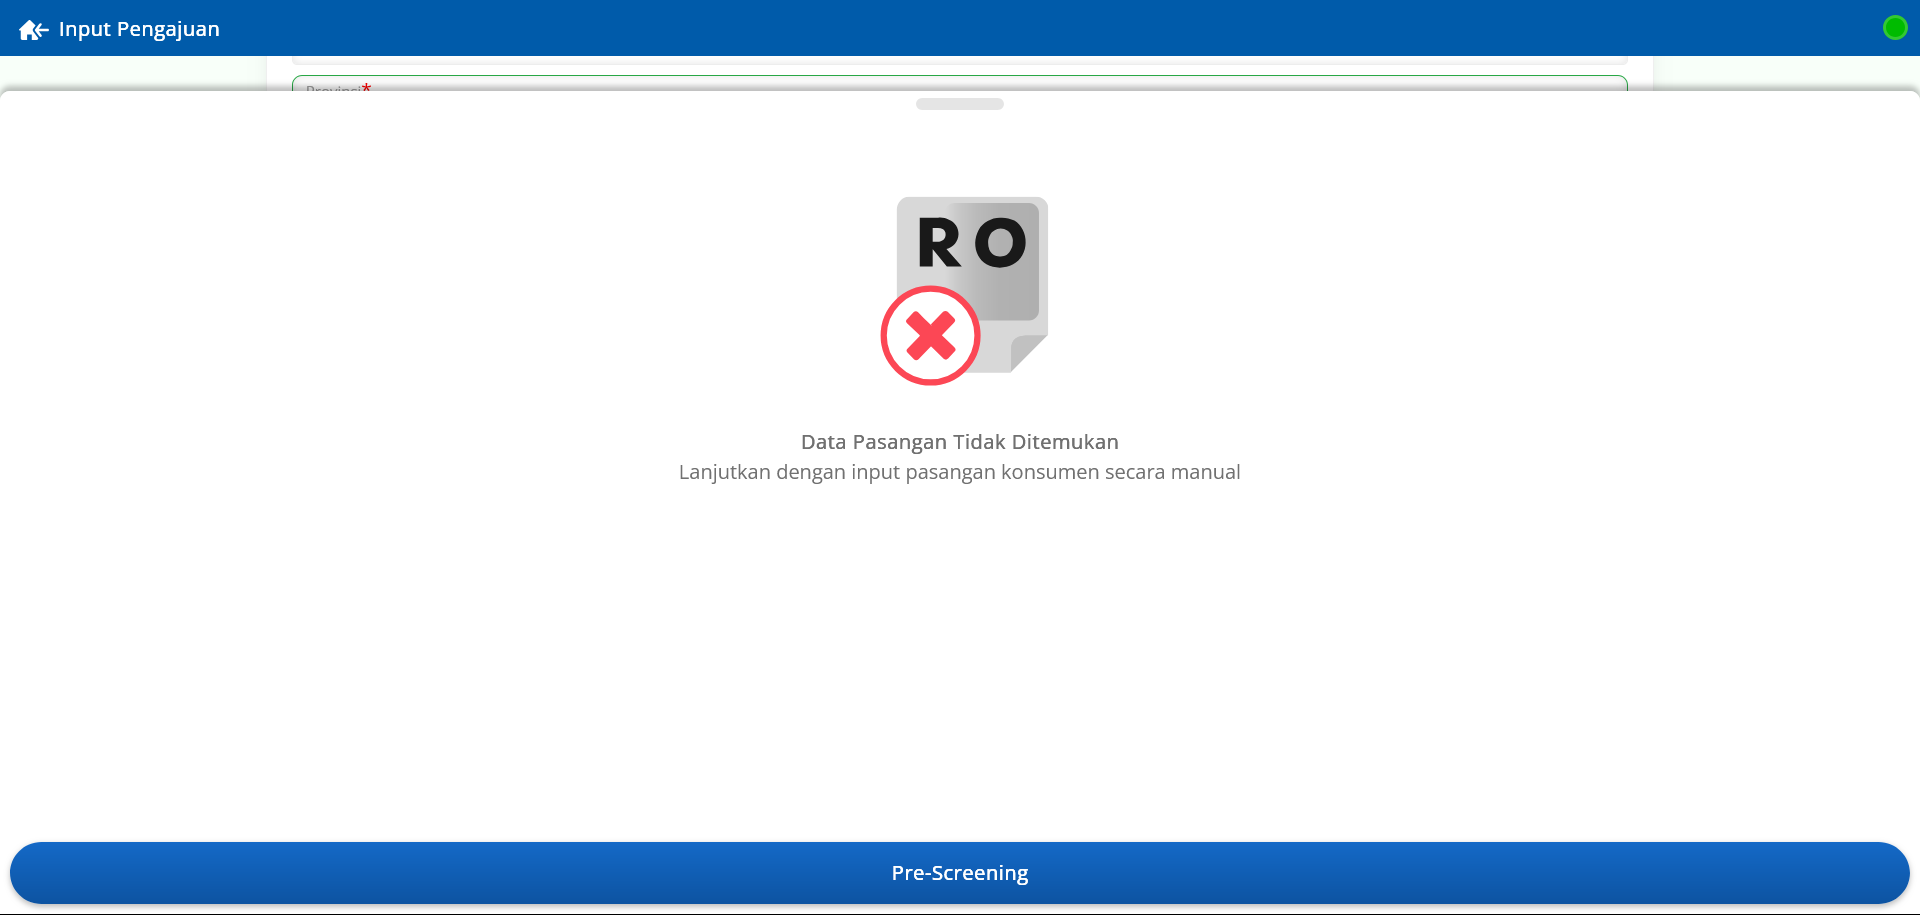 Input Pengajuan
Provinsi*
RO
Data Pasangan Tidak Ditemukan
Lanjutkan dengan input pasangan konsumen secara manual
Pre-Screening